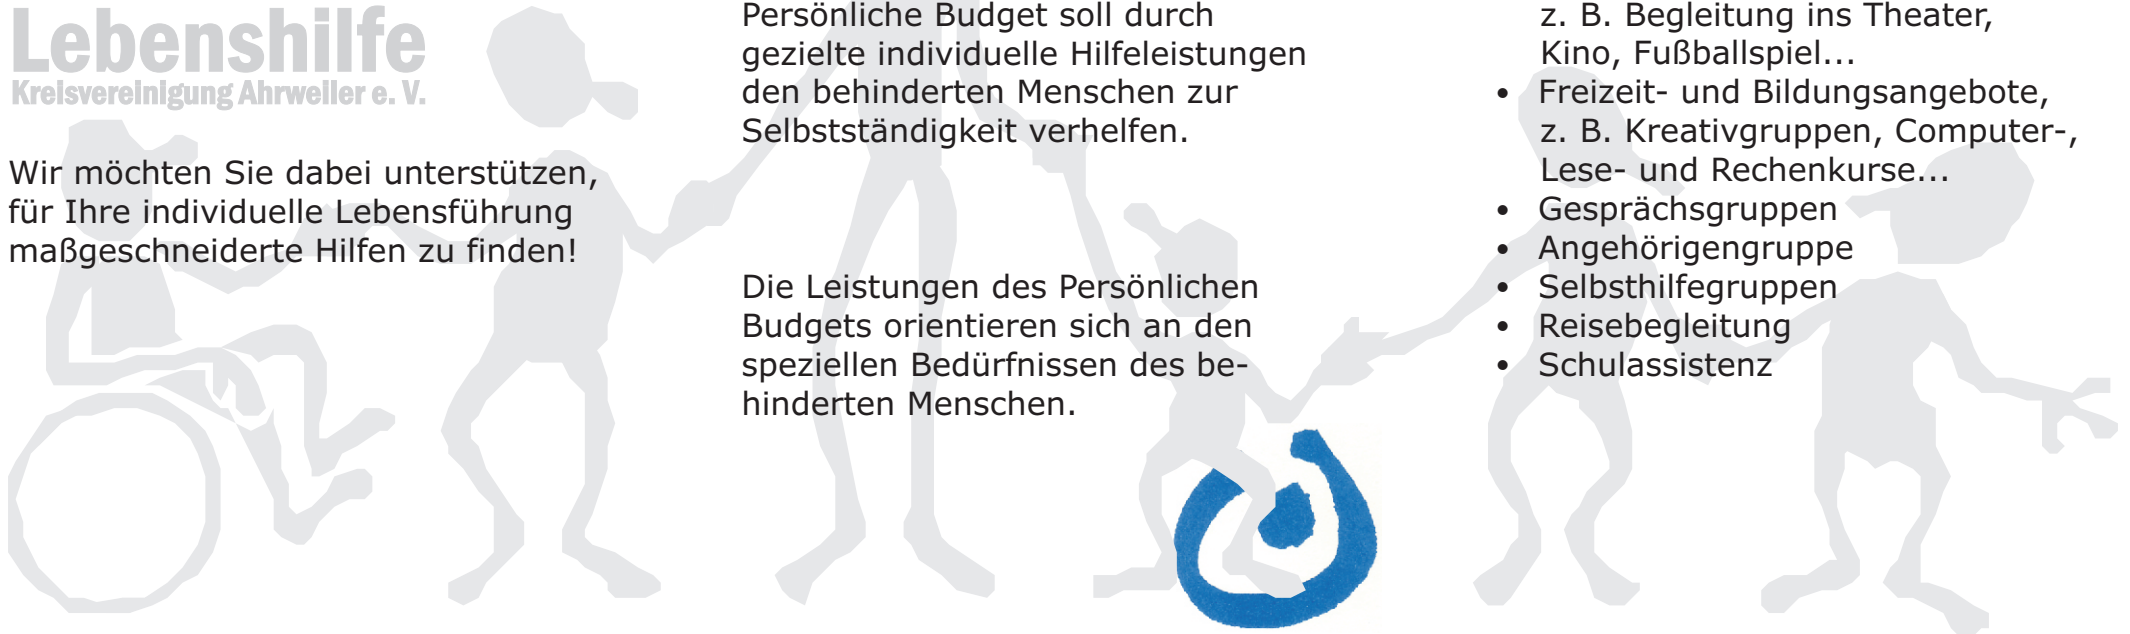 Lebenshilfe
Kreisvereinigung Ahrweiler e. V.
Wir möchten Sie dabei unterstützen,
für Ihre individuelle Lebensführung
maßgeschneiderte Hilfen zu finden!
Persönliche Budget soll durch
gezielte individuelle Hilfeleistungen
den behinderten Menschen zur
Selbstständigkeit verhelfen.
Die Leistungen des Persönlichen
Budgets orientieren sich an den
speziellen Bedürfnissen des be-
hinderten Menschen.
z. B. Begleitung ins Theater,
Kino, Fußballspiel...
• Freizeit- und Bildungsangebote,
z. B. Kreativgruppen, Computer-,
Lese- und Rechenkurse...
• Gesprächsgruppen
• Angehörigengruppe
• Selbsthilfegruppen
• Reisebegleitung
• Schulassistenz